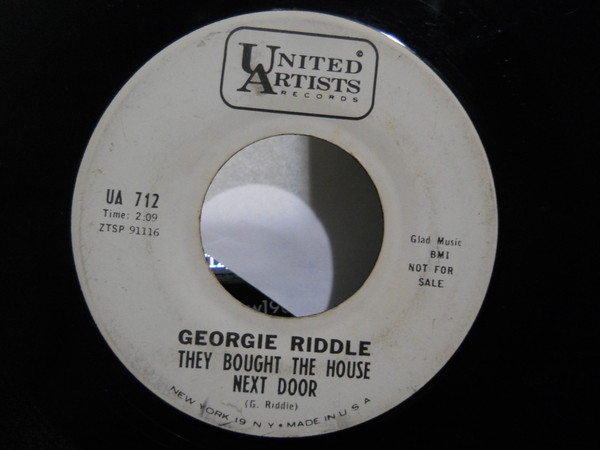 UNITED
ARTISTS
RECORDS
©
UA 712
Time: 2:09
ZTSP 91116
Glad Music
BMI
NOT FOR
SALE
GEORGIE RIDDLE
THEY BOUGHT THE HOUSE
NEXT DOOR
(G. Riddle)
NEW YORK 19 N Y • MADE IN U S A